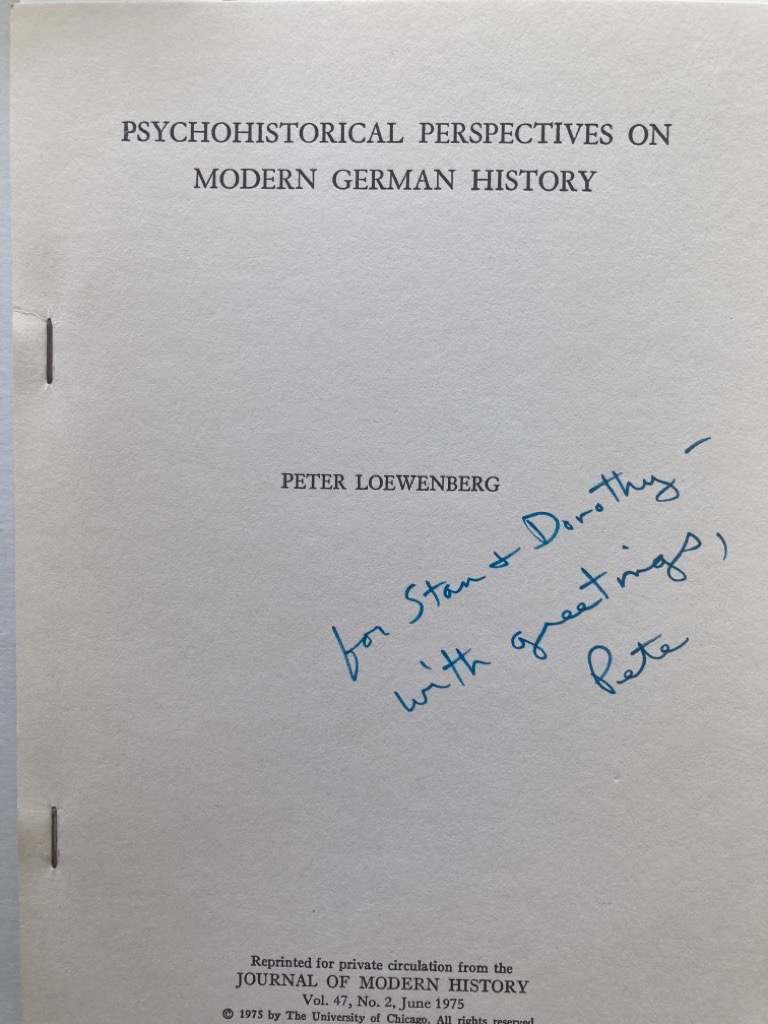 PSYCHOHISTORICAL PERSPECTIVES ON
MODERN GERMAN HISTORY
PETER LOEWENBERG
for Stan & Dorothy –
with greetings,
Pete
Reprinted for private circulation from the
JOURNAL OF MODERN HISTORY
Vol. 47, No. 2, June 1975
© 1975 by The University of Chicago. All rights reserved